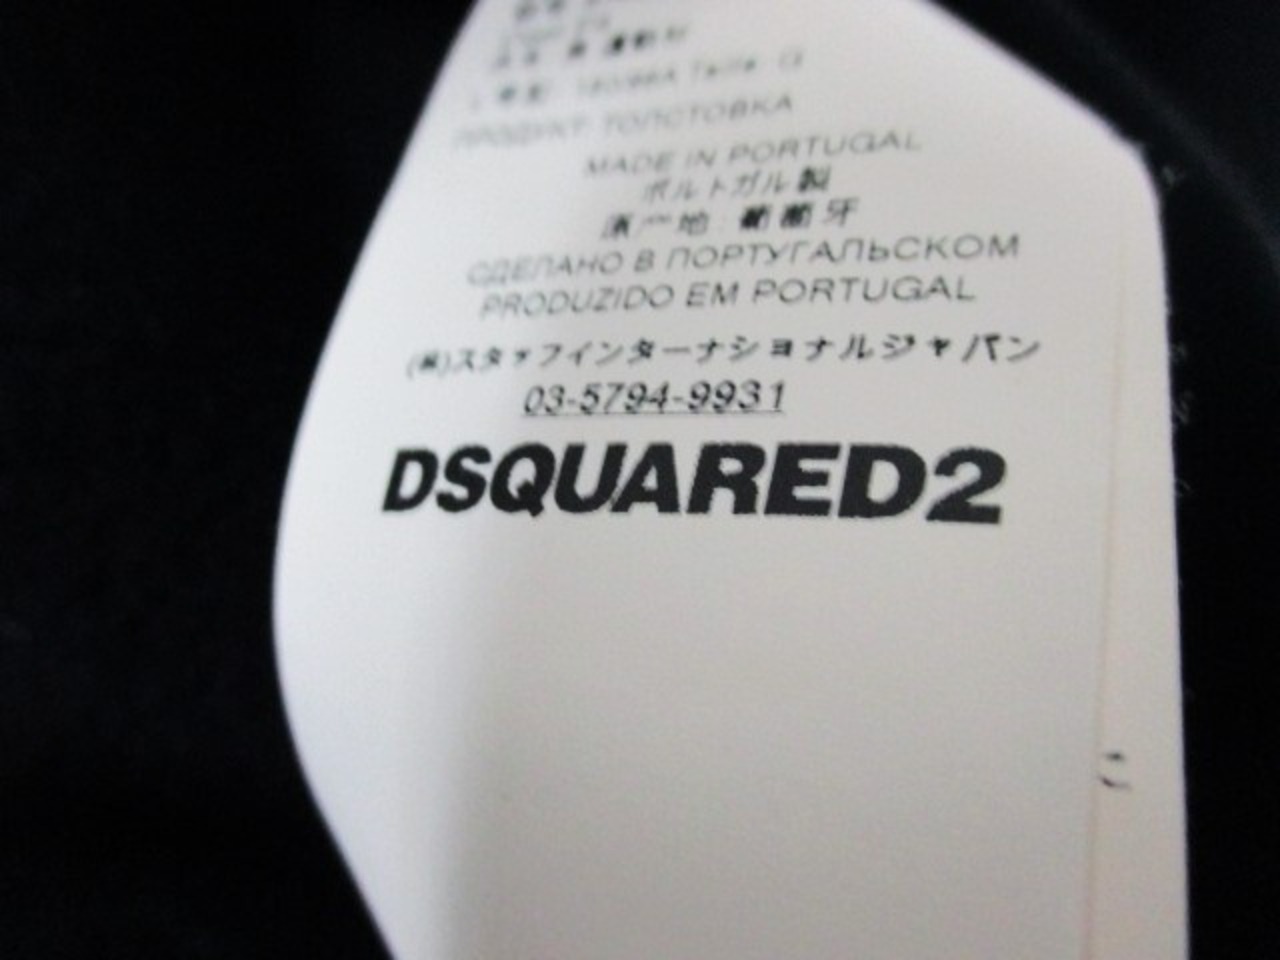 ПРОДУКТ: ТОЛСТОВКА
MADE IN PORTUGAL
ポルトガル製
原产地: 葡萄牙
СДЕЛАНО В ПОРТУГАЛЬСКОМ
PRODUZIDO EM PORTUGAL
(株)スタッフインターナショナルジャパン
03-5794-9931
DSQUARED2